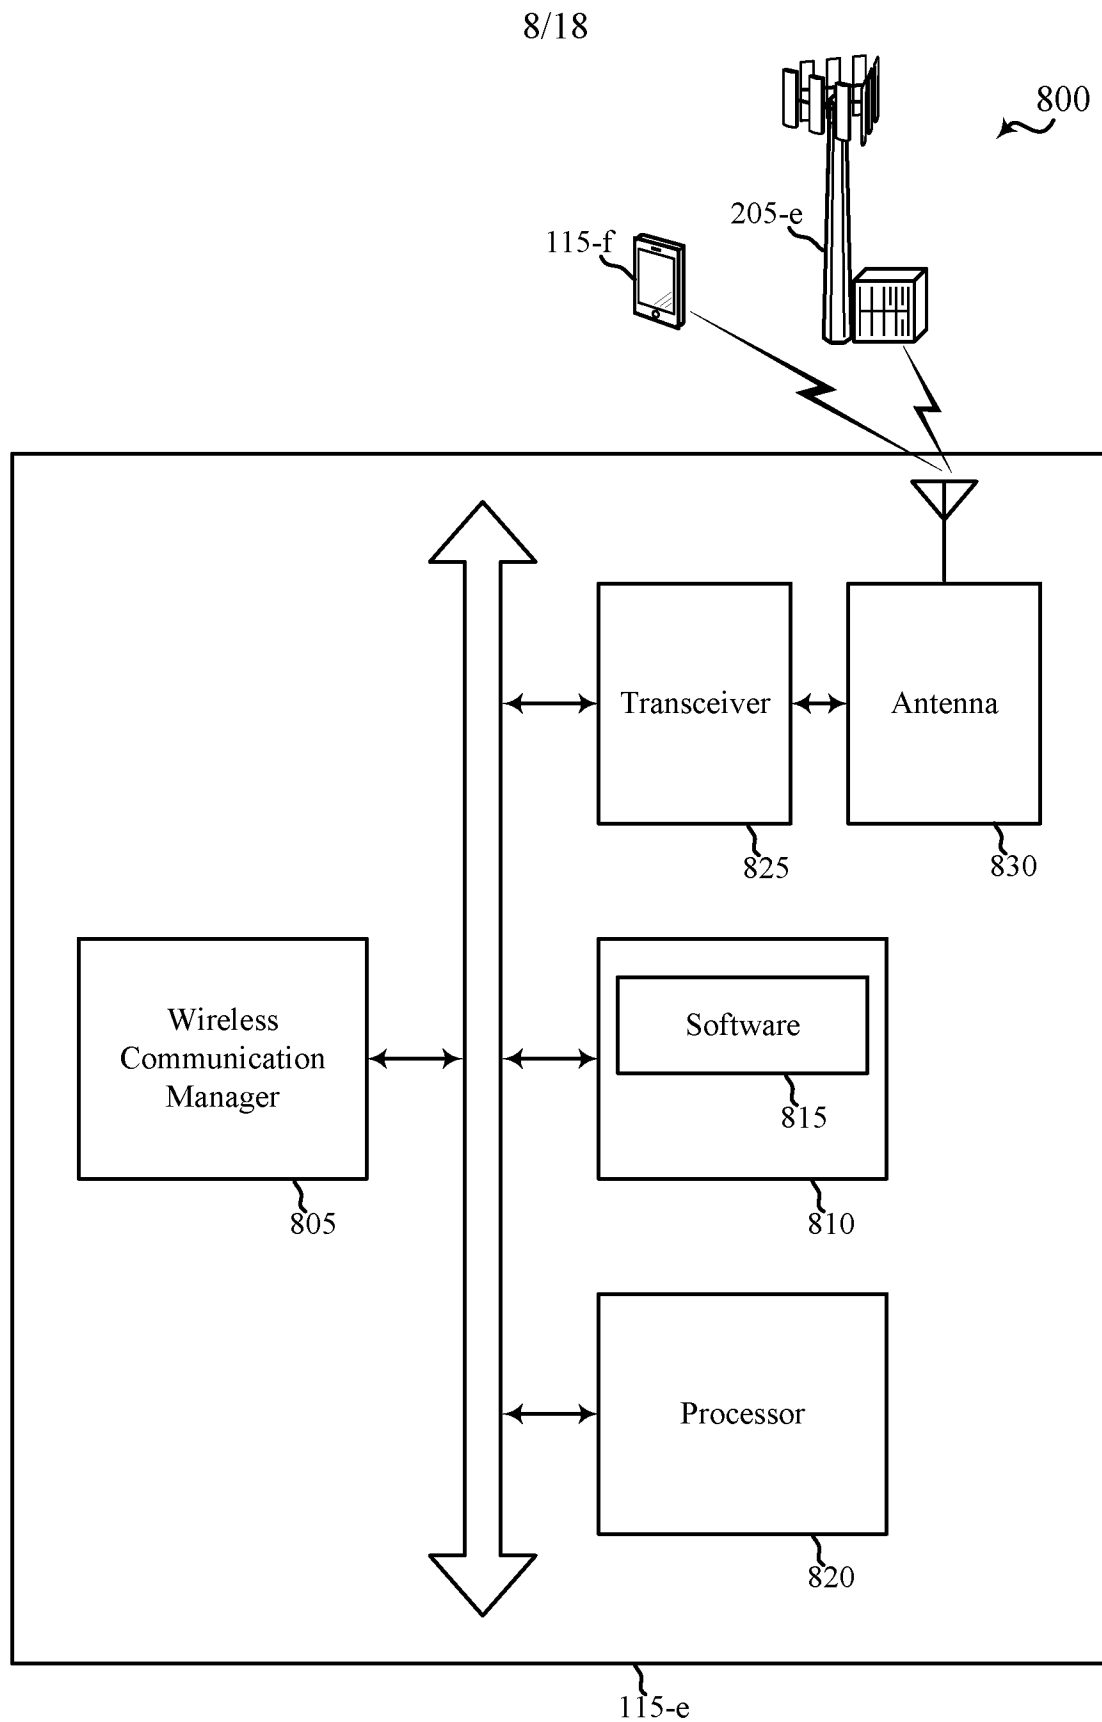 8/18
800
205-e
115-f
Transceiver
Antenna
825
830
Wireless
Communication
Manager
Software
815
805
810
Processor
820
115-e